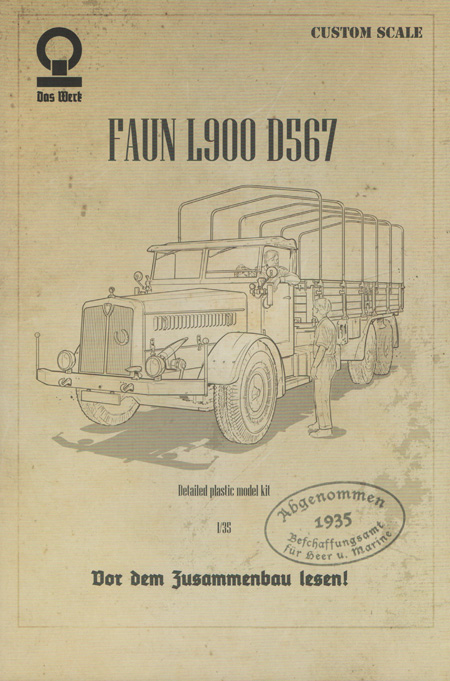 CUSTOM SCALE
Das Werk
FAUN L900 D567
Detailed plastic model kit
1/35
Abgenommen
1935
Beschaffungsamt
für Heer u. Marine
Vor dem Zusammenbau lesen!